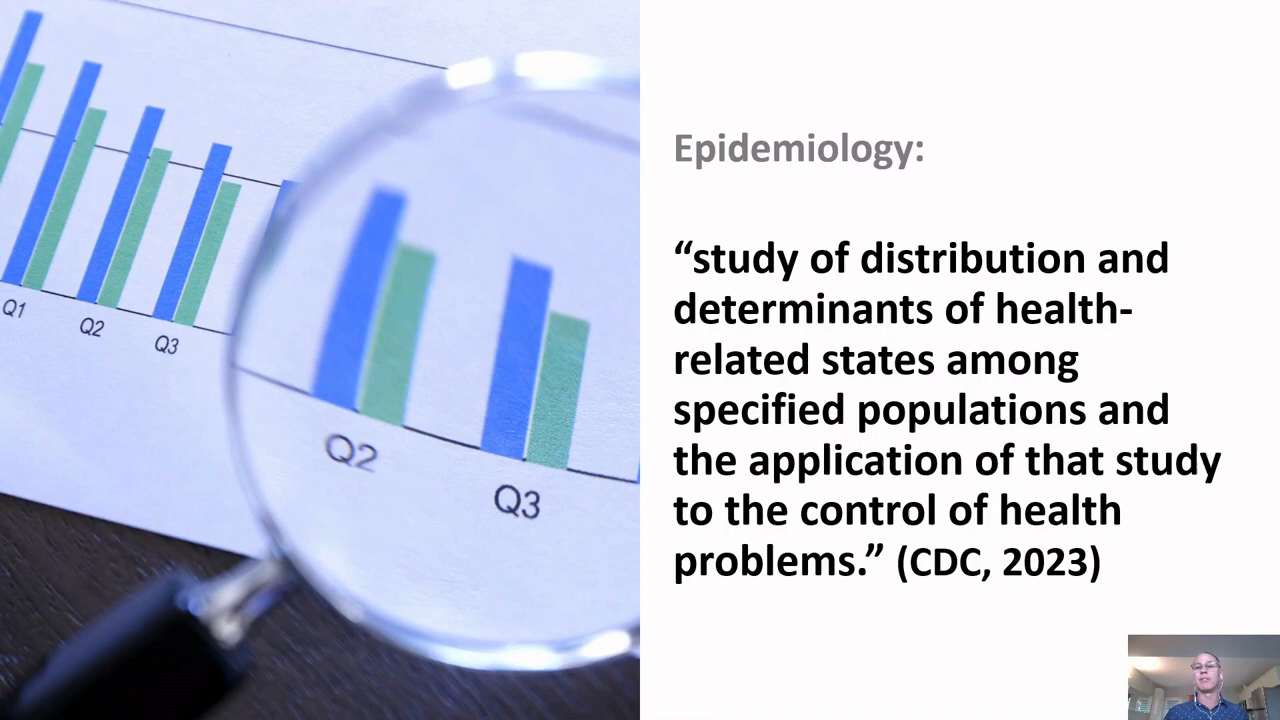 Epidemiology:
“study of distribution and
determinants of health-
related states among
specified populations and
the application of that study
to the control of health
problems.” (CDC, 2023)
Q1
Q2
Q3
Q2
Q3